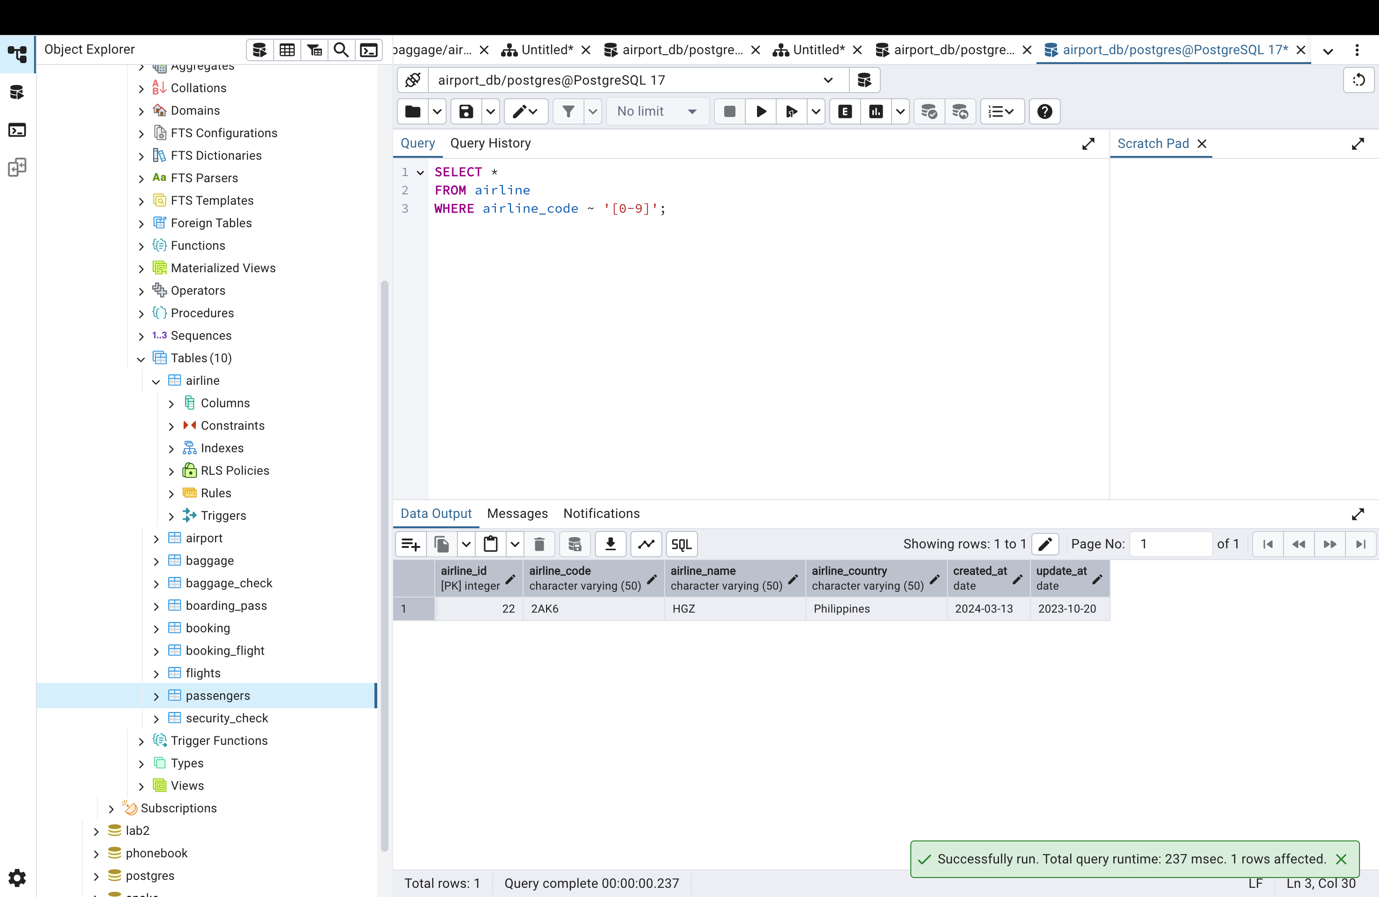 Object Explorer
Aggregates
Collations
Domains
FTS Configurations
FTS Dictionaries
Aa FTS Parsers
FTS Templates
Foreign Tables
Functions
Materialized Views
Operators
Procedures
1..3 Sequences
Tables (10)
airline
Columns
Constraints
Indexes
RLS Policies
Rules
Triggers
airport
baggage
baggage_check
boarding_pass
booking
booking_flight
flights
passengers
security_check
Trigger Functions
Types
Views
Subscriptions
lab2
phonebook
postgres
baggage/air... Untitled* airport_db/postgre... Untitled* airport_db/postgre... airport_db/postgres@PostgreSQL 17*
airport_db/postgres@PostgreSQL 17
No limit E
Query Query History
Scratch Pad
1 SELECT *
2 FROM airline
3 WHERE airline_code ~ '[0-9]';
Data Output Messages Notifications
SQL Showing rows: 1 to 1 Page No: 1 of 1
airline_id airline_code airline_name airline_country created_at update_at
[PK] integer character varying (50) character varying (50) character varying (50) date date
1 22 2AK6 HGZ Philippines 2024-03-13 2023-10-20
Successfully run. Total query runtime: 237 msec. 1 rows affected.
Total rows: 1 Query complete 00:00:00.237 LF Ln 3, Col 30